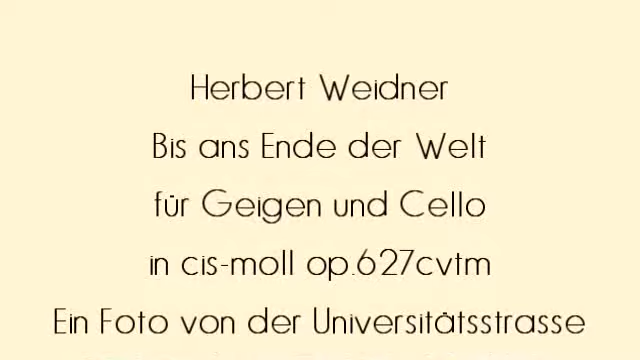 Herbert Weidner
Bis ans Ende der Welt
für Geigen und Cello
in cis-moll op.627cvtm
Ein Foto von der Universitätsstrasse